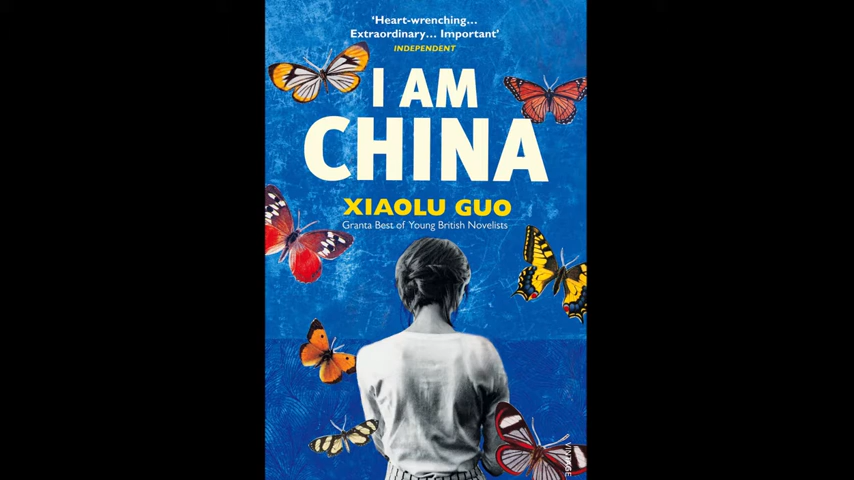 ‘Heart-wrenching...
Extraordinary... Important’
INDEPENDENT
I AM
CHINA
XIAOLU GUO
Granta Best of Young British Novelists
VINTAGE